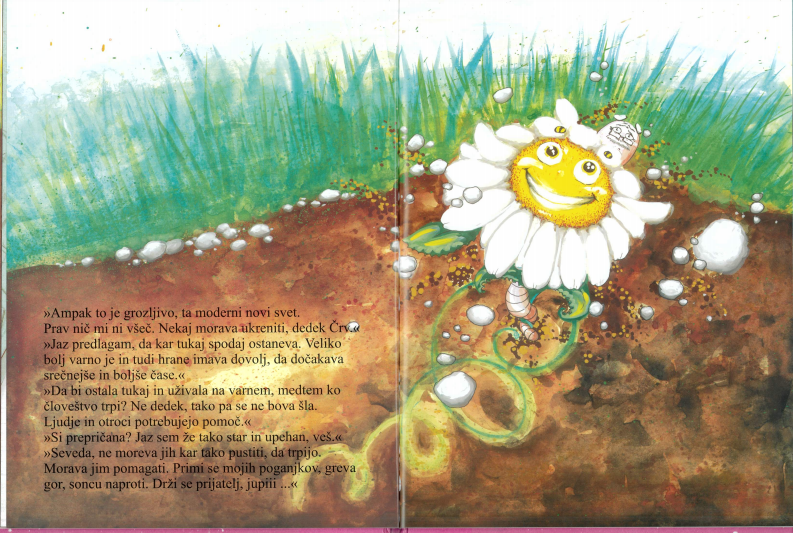 »Ampak to je grozljivo, ta moderni novi svet.
Prav nič mi ni všeč. Nekaj morava ukreniti, dedek Črv.«
»Jaz predlagam, da kar tukaj spodaj ostaneva. Veliko
bolj varno je in tudi hrane imava dovolj, da dočakava
srečnejše in boljše čase.«
»Da bi ostala tukaj in uživala na varnem, medtem ko
človeštvo trpi? Ne dedek, tako pa se ne bova šla.
Ljudje in otroci potrebujejo pomoč.«
»Si prepričana? Jaz sem že tako star in upehan, veš.«
»Seveda, ne moreva jih kar tako pustiti, da trpijo.
Morava jim pomagati. Primi se mojih poganjkov, greva
gor, soncu naproti. Drži se prijatelj, jupiii ...«